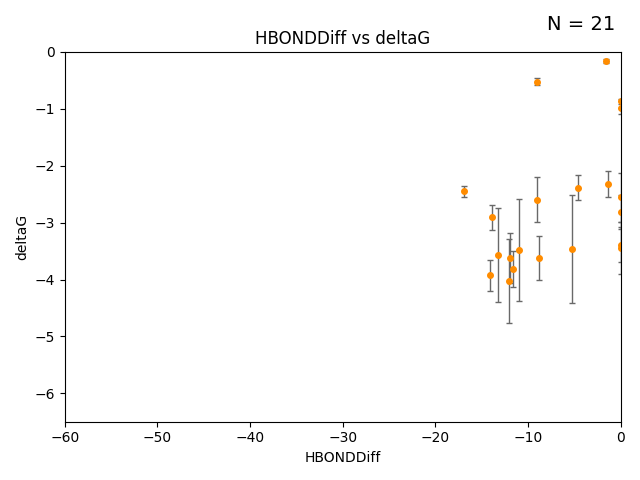 N = 21
HBONDDiff vs deltaG
0
−1
−2
−3
−4
−5
−6
deltaG
−60 −50 −40 −30 −20 −10 0
HBONDDiff